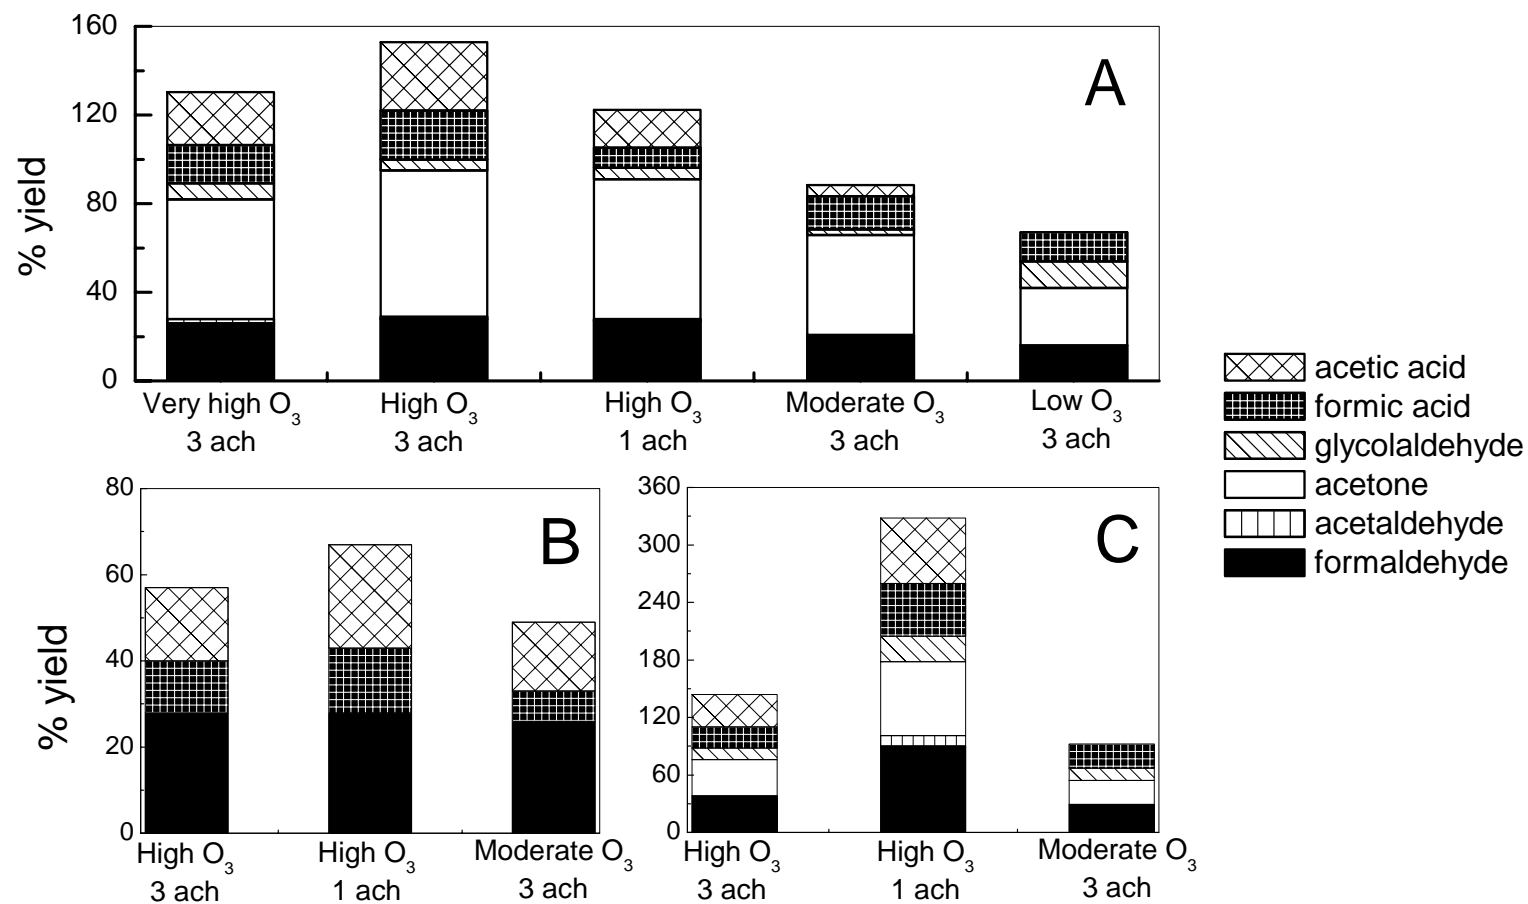 A
% yield
160
120
80
40
0
Very high O3
3 ach
High O3
3 ach
High O3
1 ach
Moderate O3
3 ach
Low O3
3 ach
acetic acid
formic acid
glycolaldehyde
acetone
acetaldehyde
formaldehyde
B
% yield
80
60
40
20
0
High O3
3 ach
High O3
1 ach
Moderate O3
3 ach
C
360
300
240
180
120
60
0
High O3
3 ach
High O3
1 ach
Moderate O3
3 ach